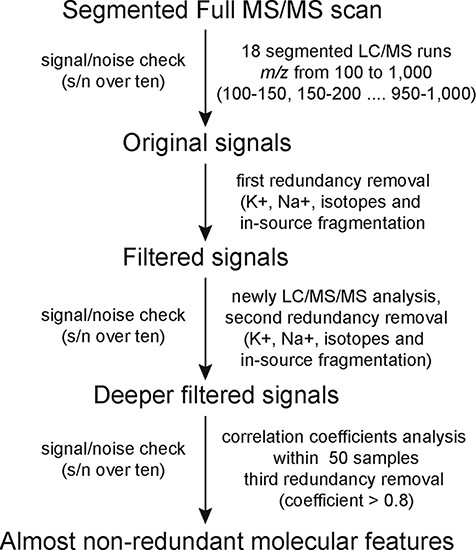 Segmented Full MS/MS scan
signal/noise check
(s/n over ten)
18 segmented LC/MS runs
m/z from 100 to 1,000
(100-150, 150-200 .... 950-1,000)
Original signals
first redundancy removal
(K+, Na+, isotopes and
in-source fragmentation
Filtered signals
signal/noise check
(s/n over ten)
newly LC/MS/MS analysis,
second redundancy removal
(K+, Na+, isotopes and
in-source fragmentation)
Deeper filtered signals
signal/noise check
(s/n over ten)
correlation coefficients analysis
within 50 samples
third redundancy removal
(coefficient > 0.8)
Almost non-redundant molecular features